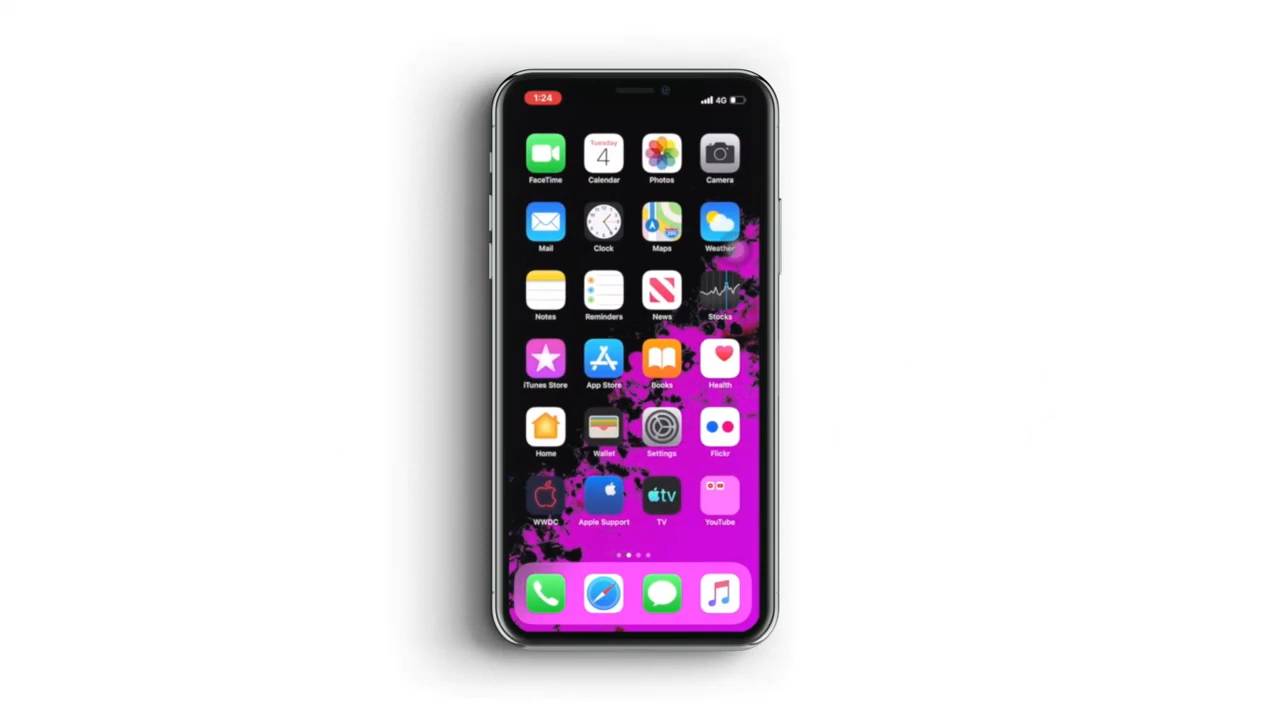 1:24 4G
Tuesday
4
FaceTime Calendar Photos Camera
Mail Clock Maps Weather
Notes Reminders News Stocks
iTunes Store App Store Books Health
Home Wallet Settings Flickr
tv
WWDC Apple Support TV YouTube